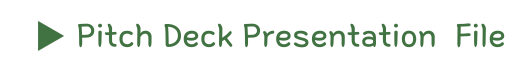 ▶ Pitch Deck Presentation File